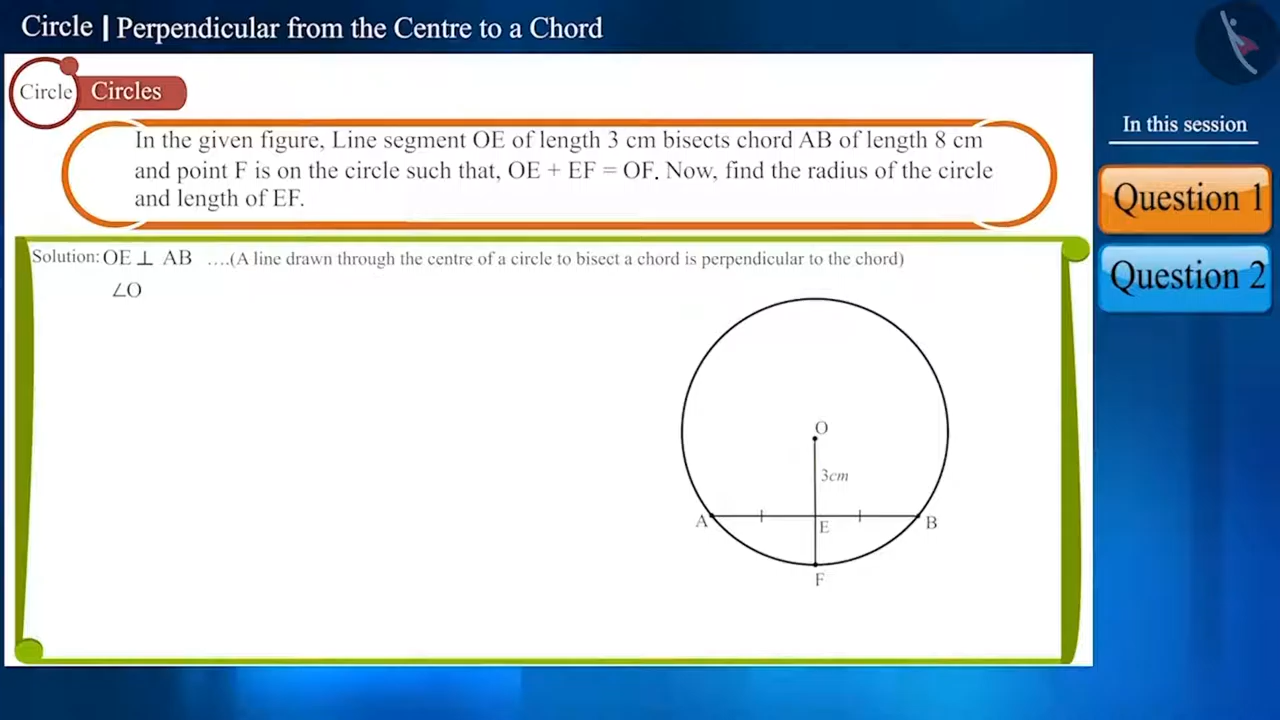 Circle | Perpendicular from the Centre to a Chord
Circle Circles
In this session
In the given figure, Line segment OE of length 3 cm bisects chord AB of length 8 cm
and point F is on the circle such that, OE + EF = OF. Now, find the radius of the circle
and length of EF.
Question 1
Question 2
Solution: OE ⊥ AB ....(A line drawn through the centre of a circle to bisect a chord is perpendicular to the chord)
∠O
O
3cm
A
E
B
F